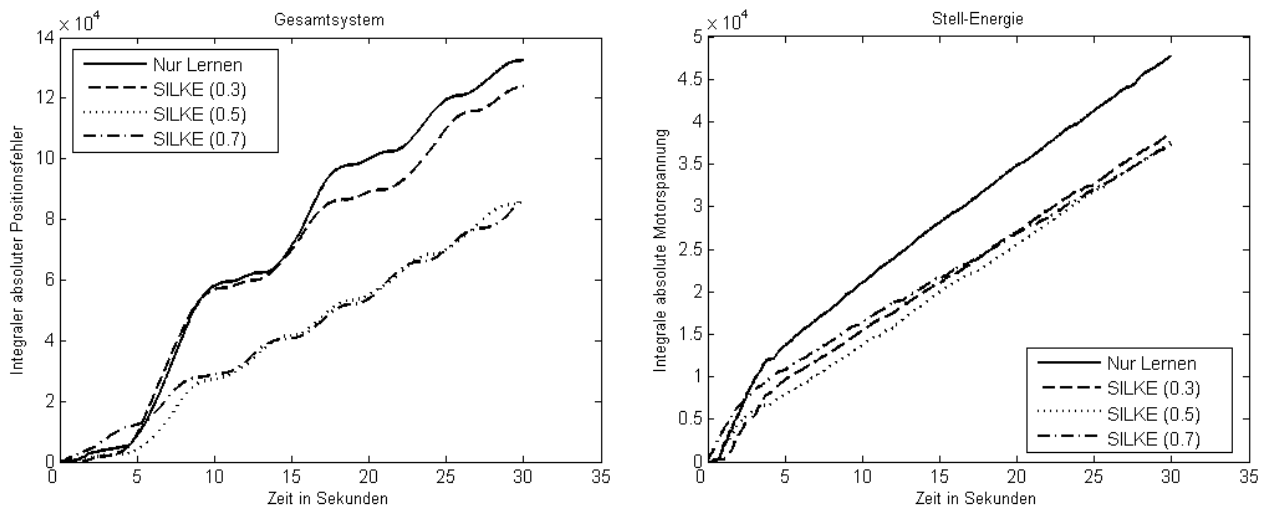 Gesamtsystem
× 10⁴
14
12
10
8
6
4
2
0
0 5 10 15 20 25 30 35
Integraler absoluter Positionsfehler
Zeit in Sekunden
Nur Lernen
SILKE (0.3)
SILKE (0.5)
SILKE (0.7)
Stell-Energie
× 10⁴
5
4.5
4
3.5
3
2.5
2
1.5
1
0.5
0
0 5 10 15 20 25 30 35
Integrale absolute Motorspannung
Zeit in Sekunden
Nur Lernen
SILKE (0.3)
SILKE (0.5)
SILKE (0.7)